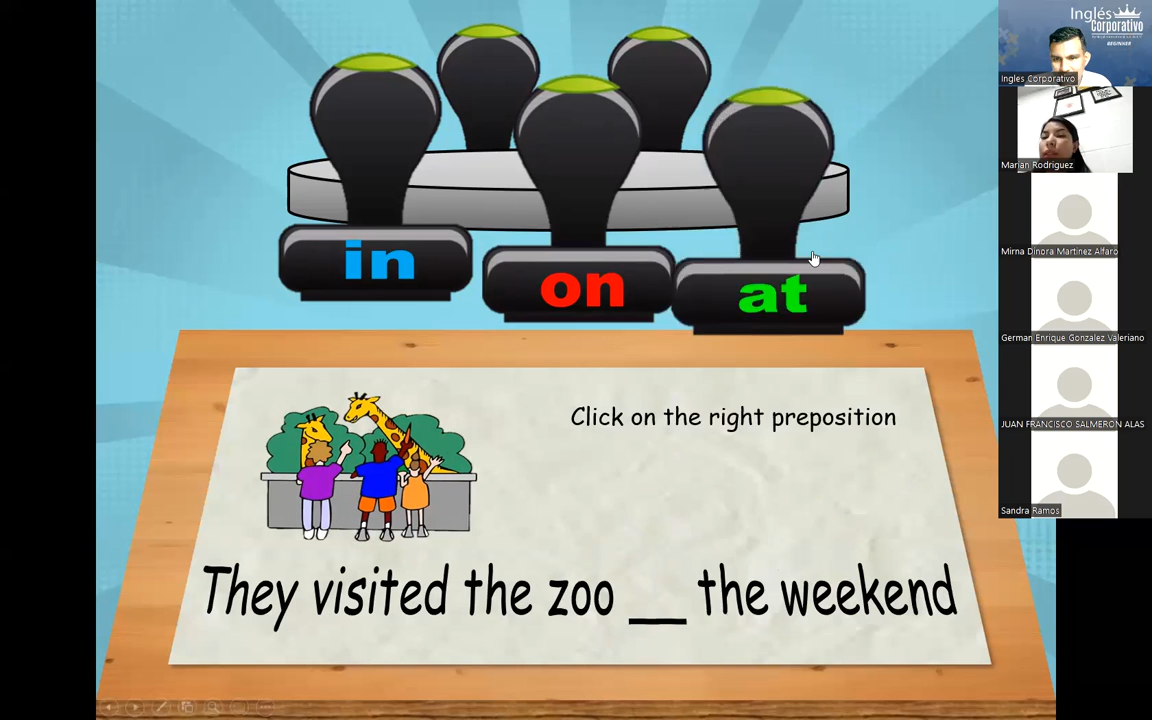 in
on
at
Click on the right preposition
They visited the zoo __ the weekend
Inglés
Corporativo
BEGINNER
Ingles Corporativo
Marian Rodriguez
Mirna Dinora Martinez Alfaro
German Enrique Gonzalez Valeriano
JUAN FRANCISCO SALMERON ALAS
Sandra Ramos